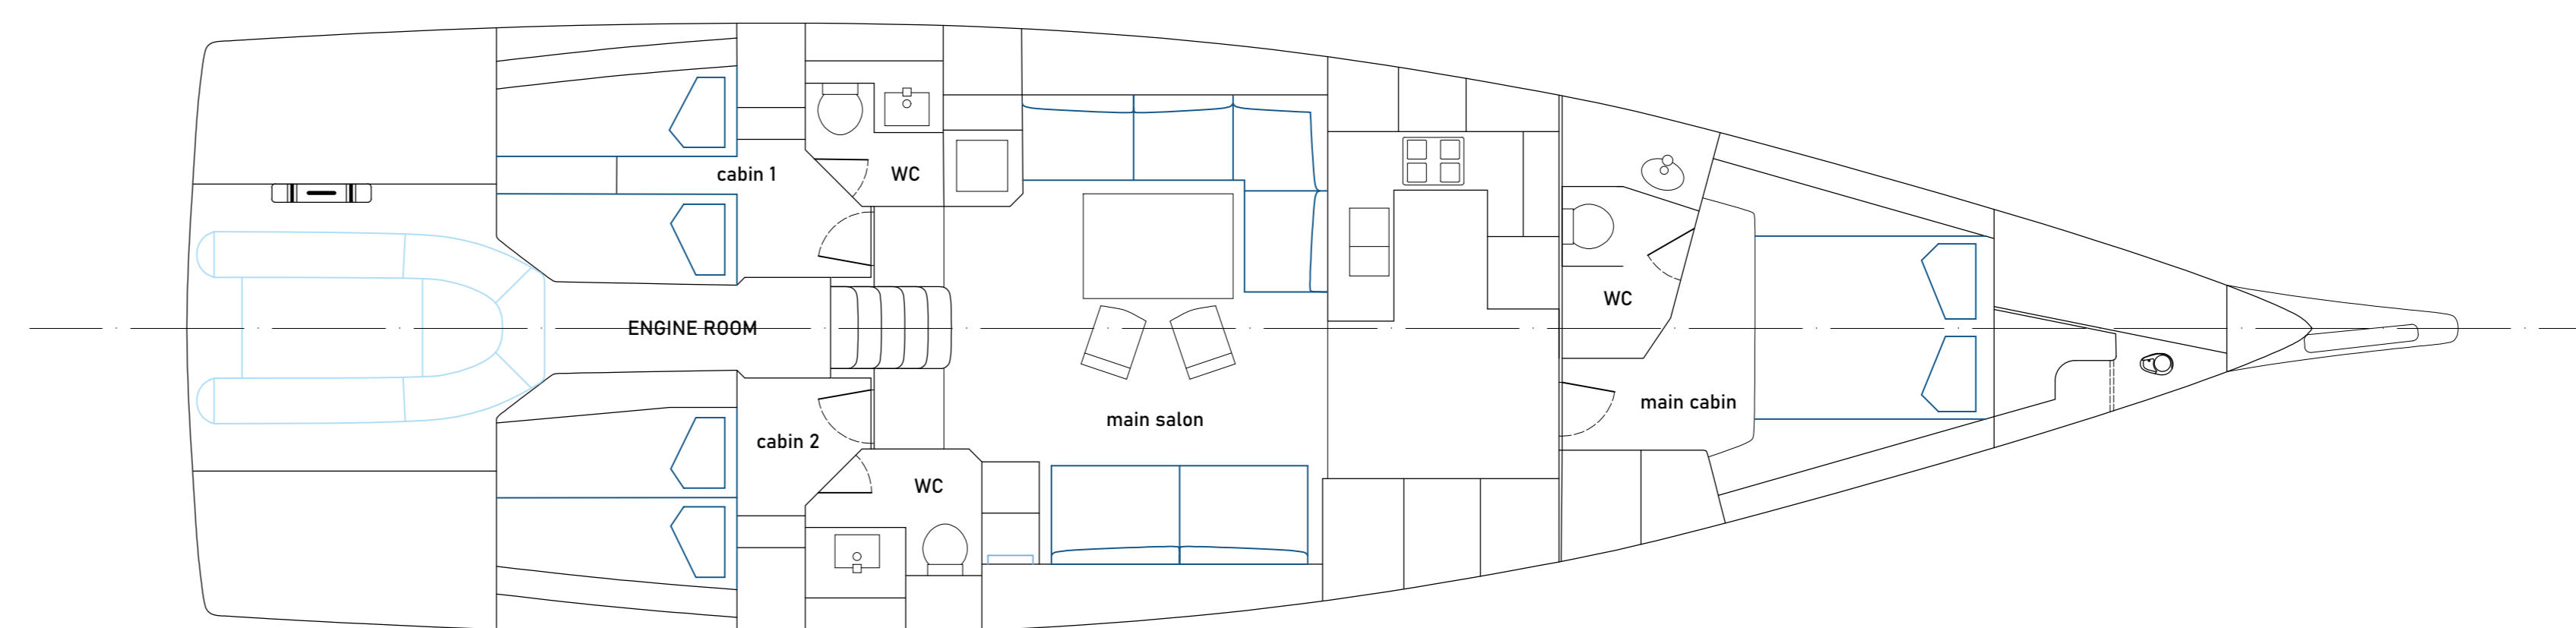 cabin 1
WC
WC
ENGINE ROOM
main cabin
main salon
cabin 2
WC